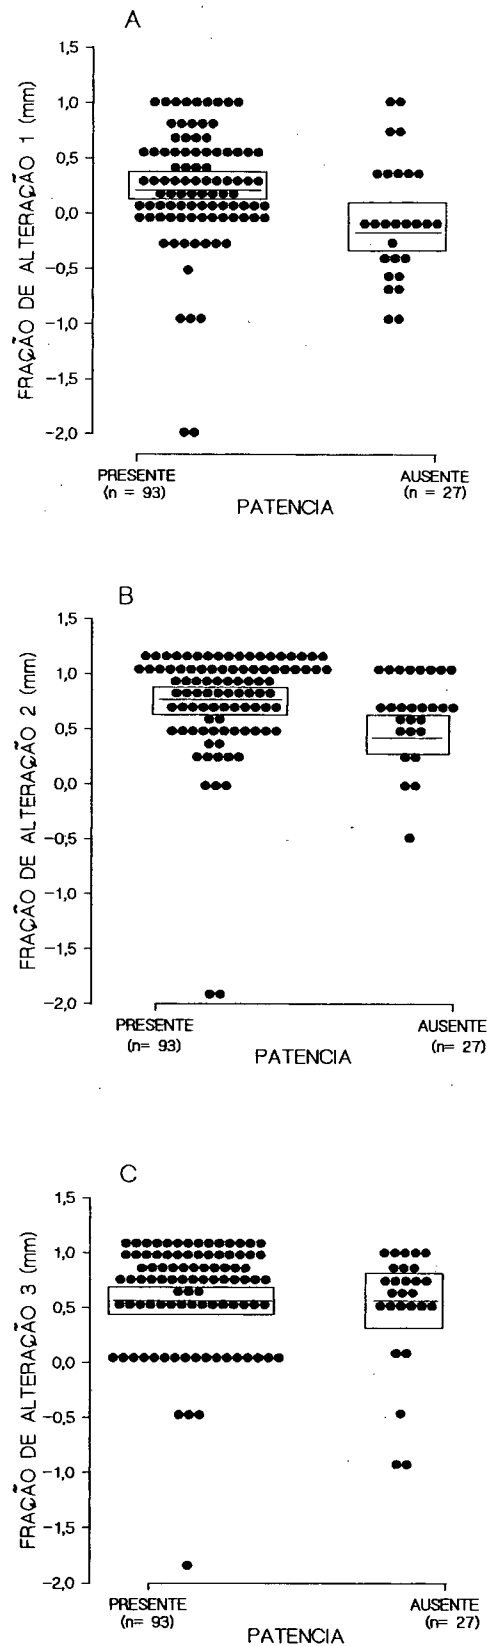 A
FRAÇÃO DE ALTERAÇÃO 1 (mm)
1,5
1,0
0,5
0,0
−0,5
−1,0
−1,5
−2,0
PRESENTE
(n = 93)
AUSENTE
(n = 27)
PATENCIA
B
FRAÇÃO DE ALTERAÇÃO 2 (mm)
1,5
1,0
0,5
0,0
−0,5
−1,0
−1,5
−2,0
PRESENTE
(n= 93)
AUSENTE
(n= 27)
PATENCIA
C
FRAÇÃO DE ALTERAÇÃO 3 (mm)
1,5
1,0
0,5
0,0
−0,5
−1,0
−1,5
−2,0
PRESENTE
(n= 93)
AUSENTE
(n= 27)
PATENCIA